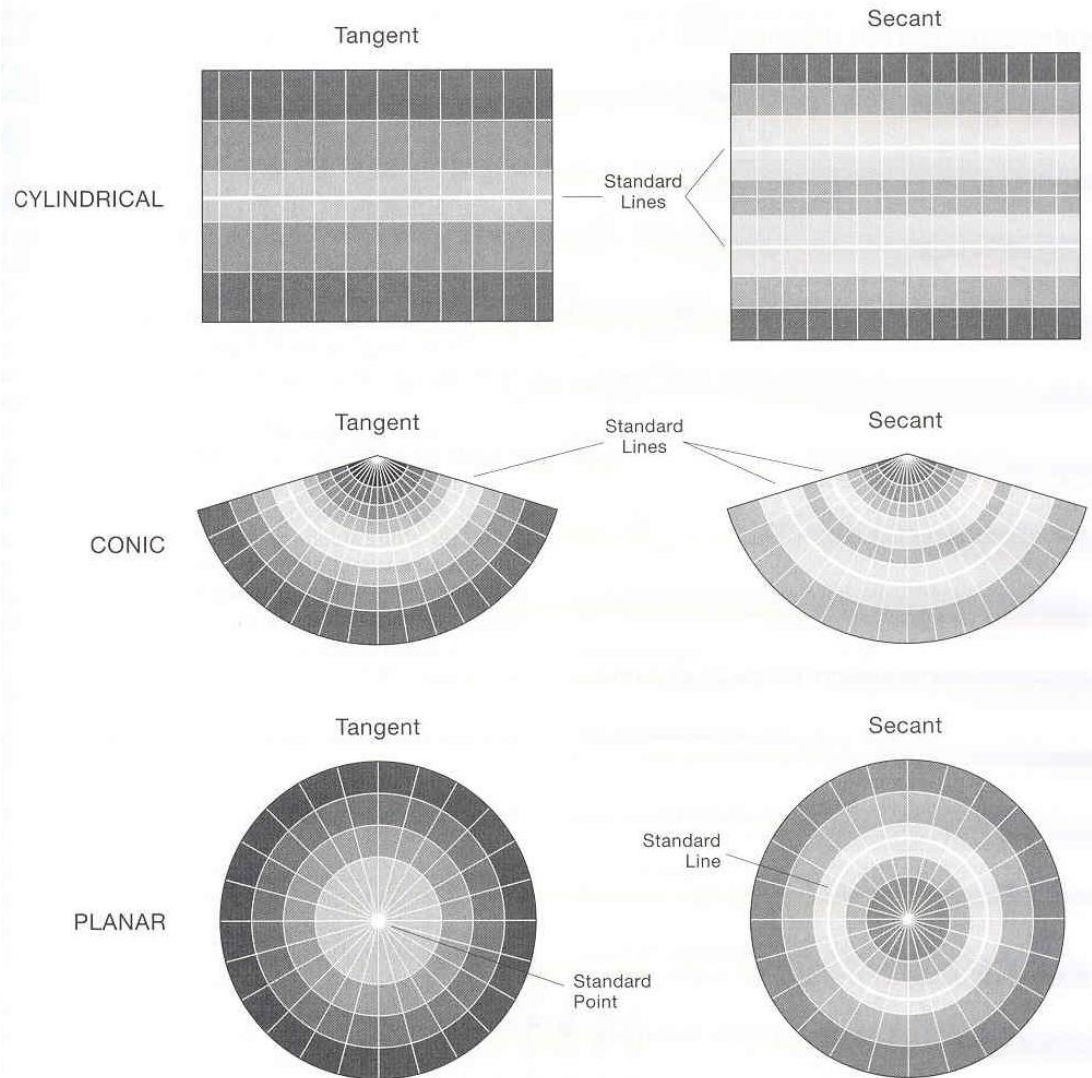 Tangent
Secant
CYLINDRICAL
Standard
Lines
Tangent
Standard
Lines
Secant
CONIC
Tangent
Secant
Standard
Line
PLANAR
Standard
Point